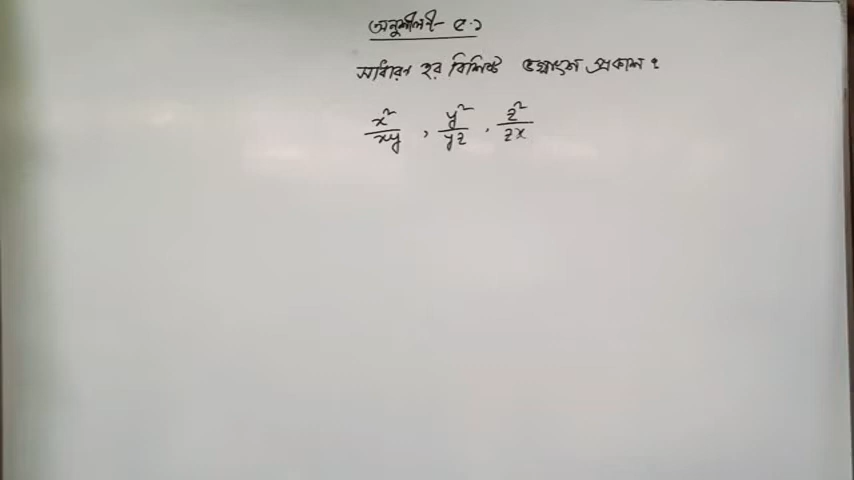 অনুশীলনী- ৫.১
সাধারণ হর বিশিষ্ট ভগ্নাংশে প্রকাশ :
x²/xy , y²/yz , z²/zx